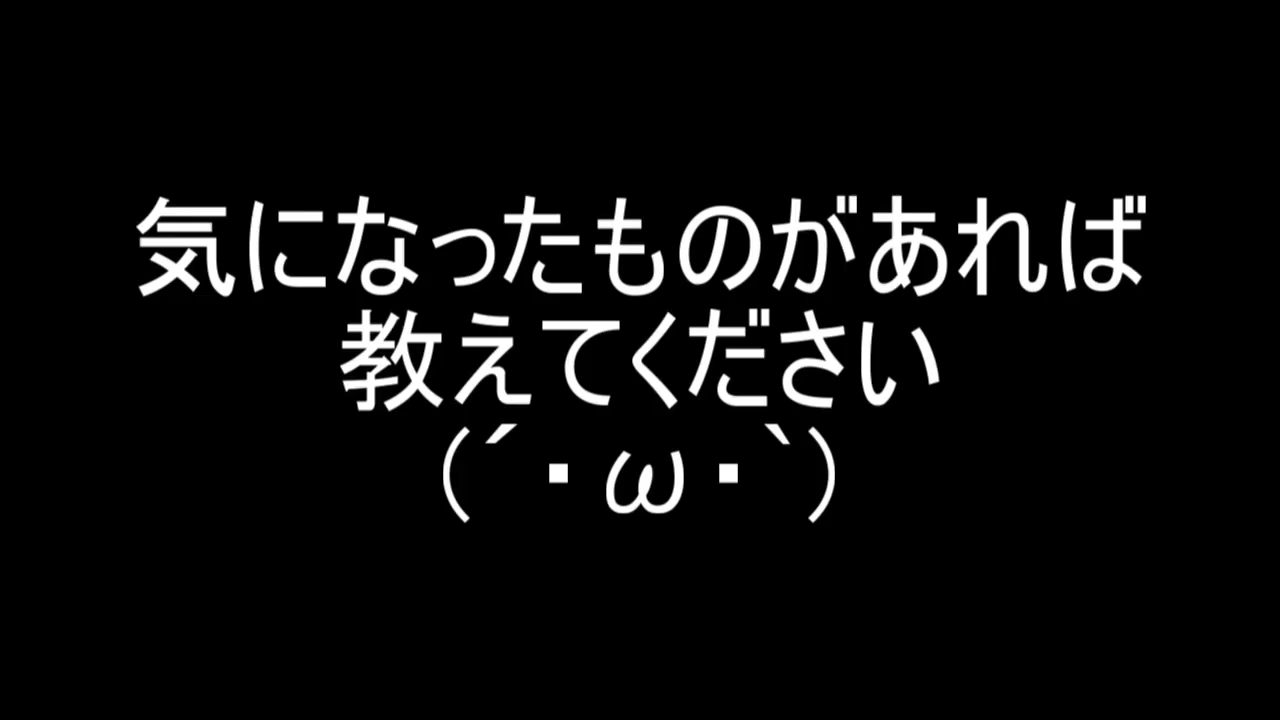 気になったものがあれば
教えてください
(´・ω・`)